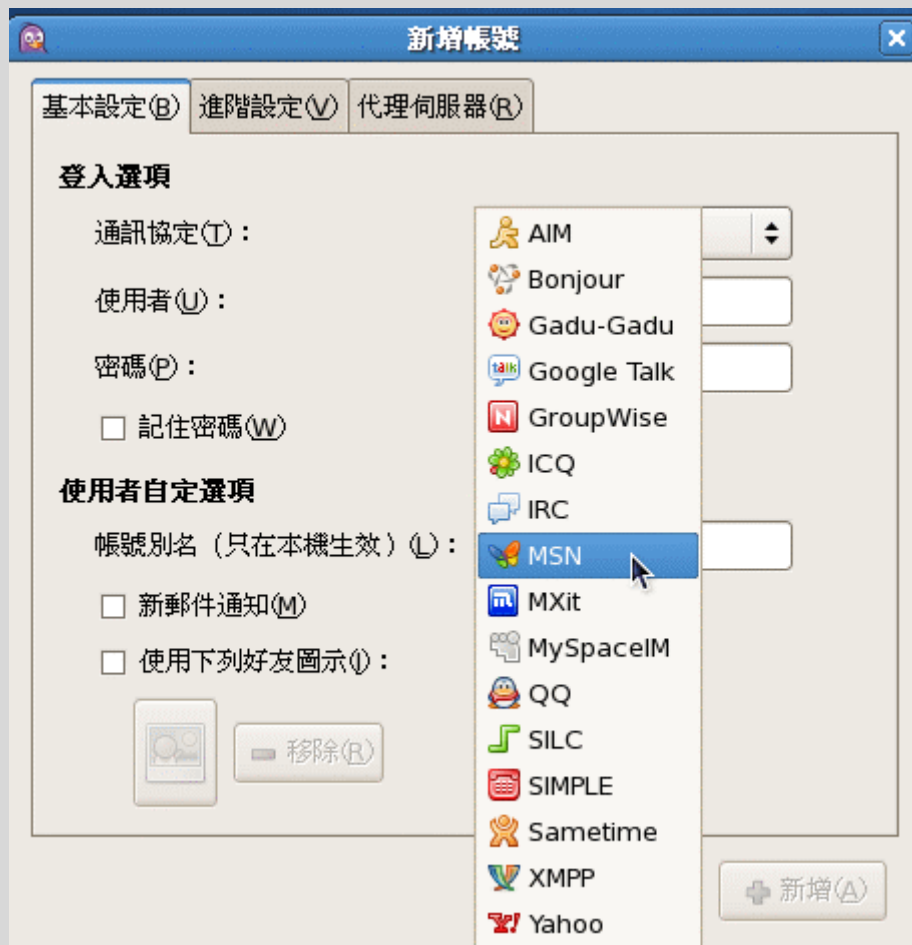 新增帳號
基本設定(B) 進階設定(V) 代理伺服器(R)
登入選項
通訊協定(T)：
使用者(U)：
密碼(P)：
記住密碼(W)
使用者自定選項
帳號別名（只在本機生效）(L)：
新郵件通知(M)
使用下列好友圖示(I)：
移除(R)
AIM
Bonjour
Gadu-Gadu
talk Google Talk
N GroupWise
ICQ
IRC
MSN
m MXit
MySpaceIM
QQ
SILC
SIMPLE
Sametime
XMPP
Y! Yahoo
新增(A)